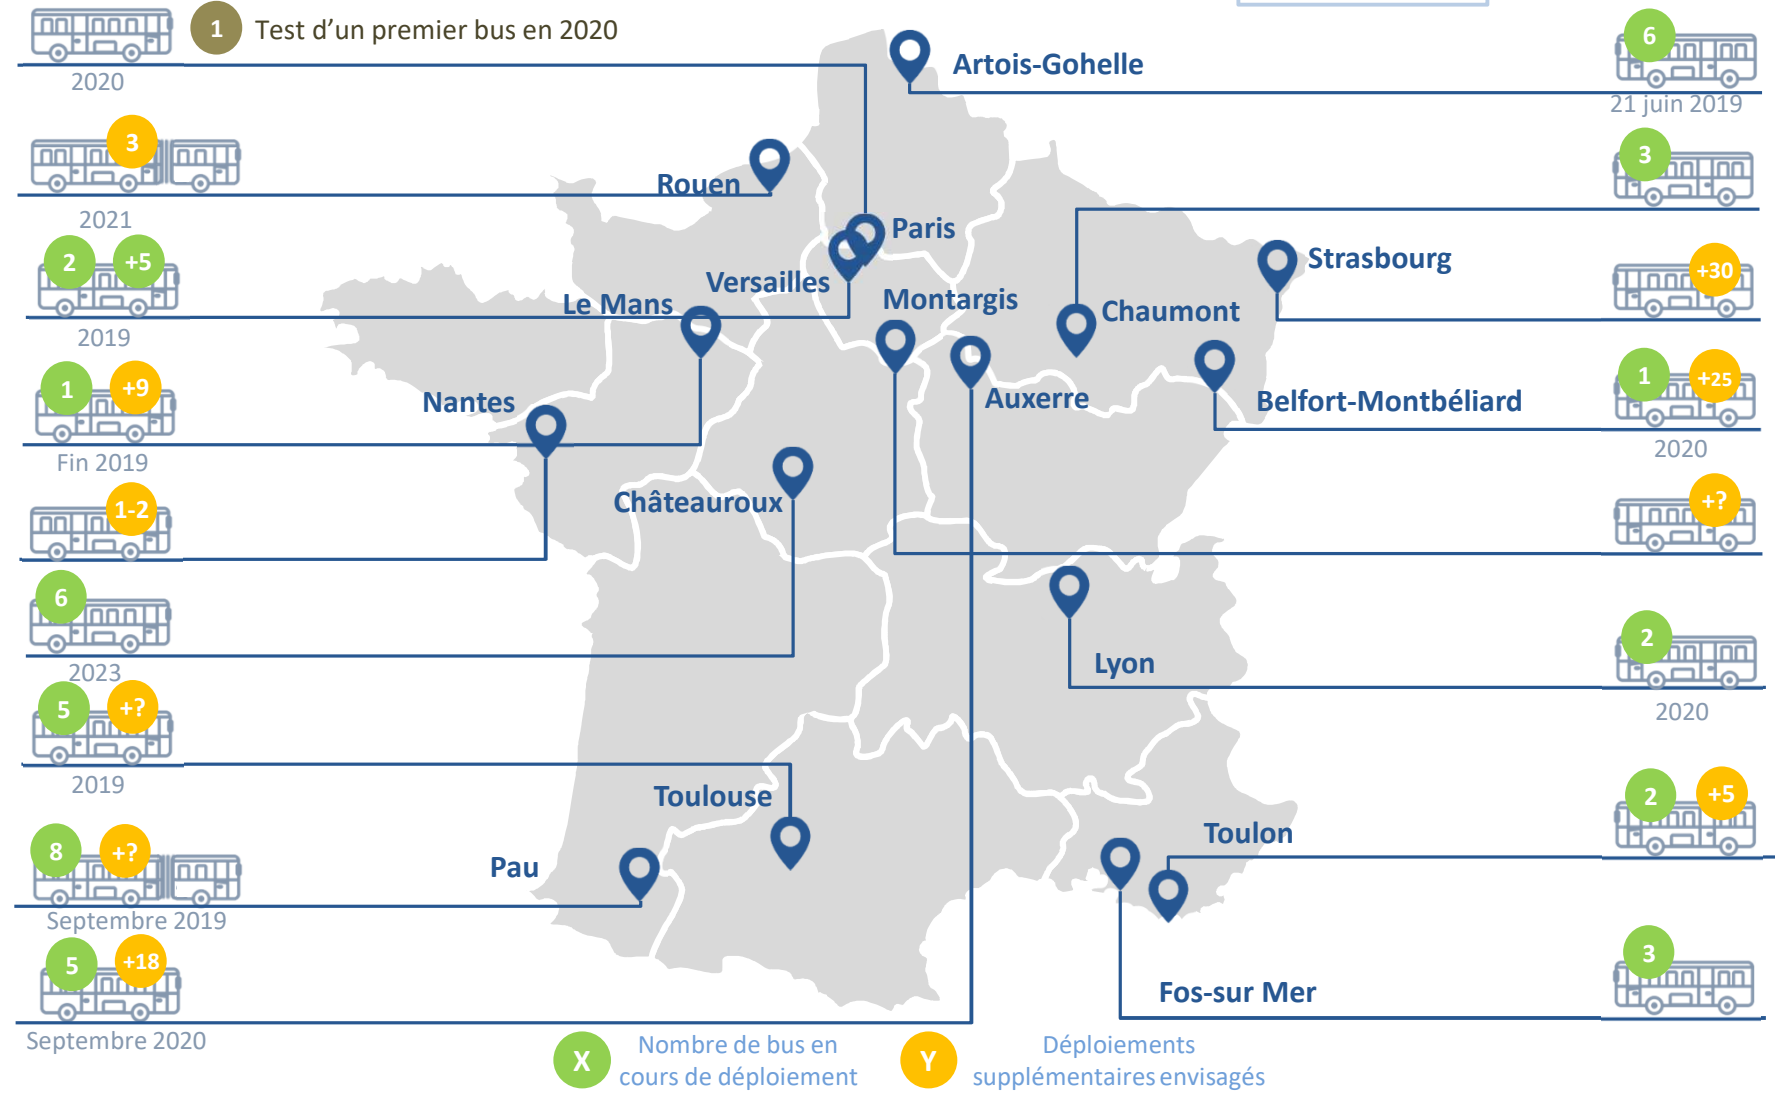 1 Test d'un premier bus en 2020
2020
3
2021
2 +5
2019
1 +9
Fin 2019
1-2
6
2023
5 +?
2019
8 +?
Septembre 2019
5 +18
Septembre 2020
Artois-Gohelle
Rouen
Paris
Versailles
Strasbourg
Le Mans
Montargis
Chaumont
Nantes
Auxerre
Belfort-Montbéliard
Châteauroux
Lyon
Toulouse
Toulon
Pau
Fos-sur Mer
6
21 juin 2019
3
+30
1 +25
2020
+?
2
2020
2 +5
3
X
Nombre de bus en
cours de déploiement
Y
Déploiements
supplémentaires envisagés